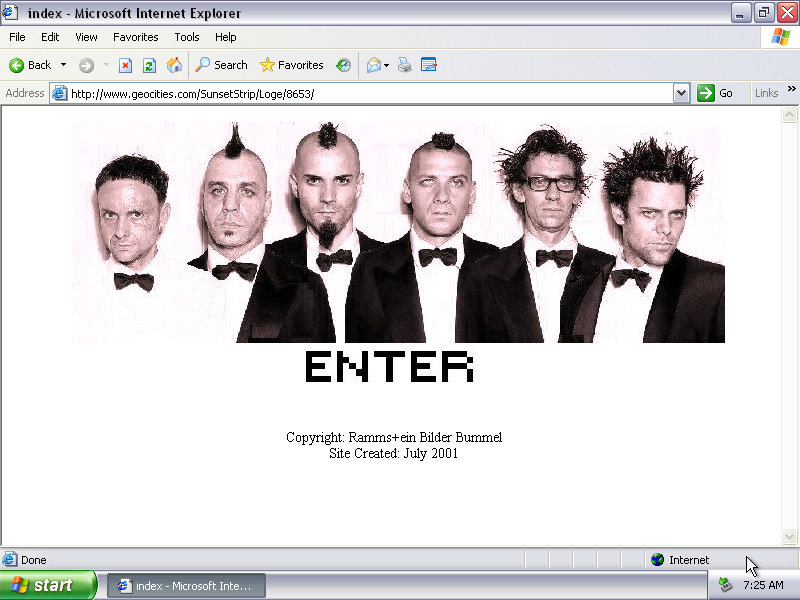 index - Microsoft Internet Explorer
File Edit View Favorites Tools Help
Back Search Favorites
Address http://www.geocities.com/SunsetStrip/Loge/8653/ Go Links »
ENTER
Copyright: Ramms+ein Bilder Bummel
Site Created: July 2001
Done Internet
start index - Microsoft Inte... 7:25 AM